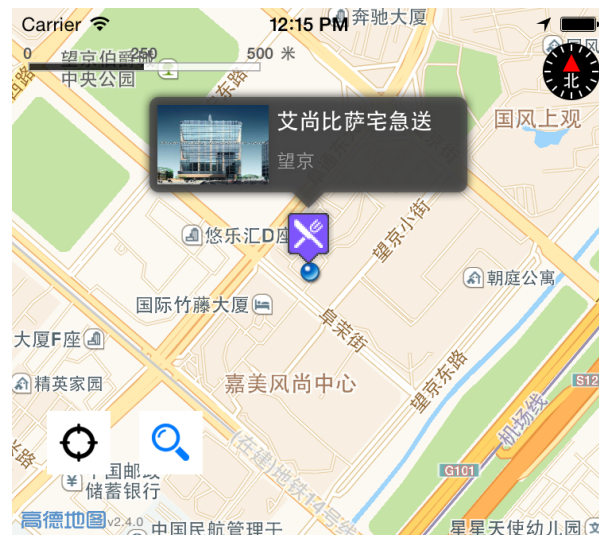 Carrier
12:15 PM
奔驰大厦
0
250
500 米
望京伯爵
中央公园
东路
北
国风
国风上观
艾尚比萨宅急送
望京
悠乐汇D座
望京小街
朝庭公寓
国际竹藤大厦
阜荣街
大厦F座
精英家园
嘉美风尚中心
望京东路
S12
机场线
(在建)地铁14号线
G101
中国邮政
储蓄银行
高德地图 v2.4.0
中国民航管理干
星星天使幼儿园
文